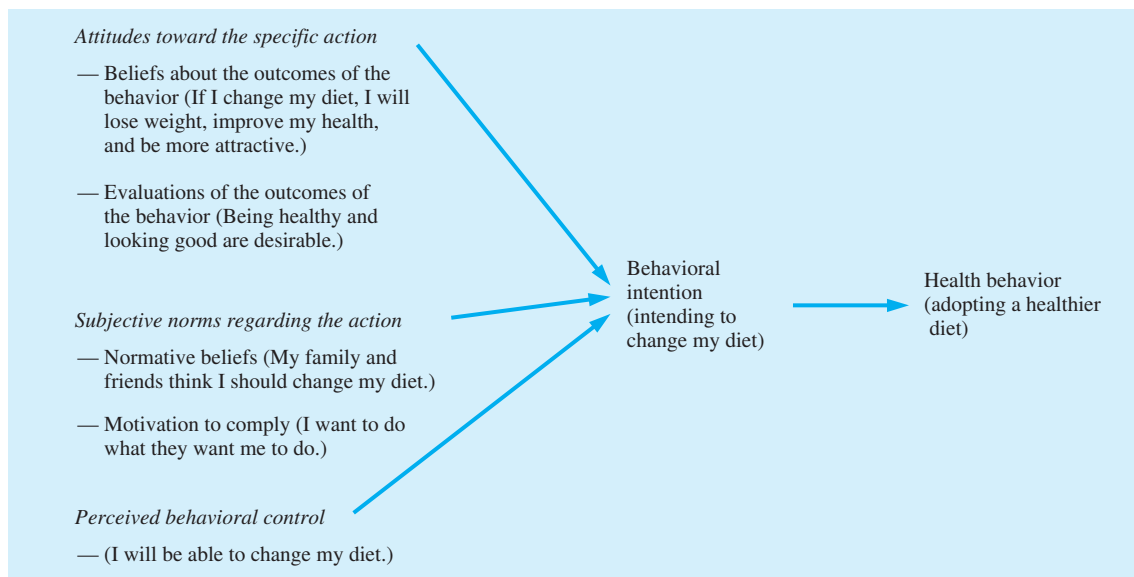 Attitudes toward the specific action
— Beliefs about the outcomes of the
behavior (If I change my diet, I will
lose weight, improve my health,
and be more attractive.)
— Evaluations of the outcomes of
the behavior (Being healthy and
looking good are desirable.)
Subjective norms regarding the action
— Normative beliefs (My family and
friends think I should change my diet.)
— Motivation to comply (I want to do
what they want me to do.)
Perceived behavioral control
— (I will be able to change my diet.)
Behavioral
intention
(intending to
change my diet)
Health behavior
(adopting a healthier
diet)